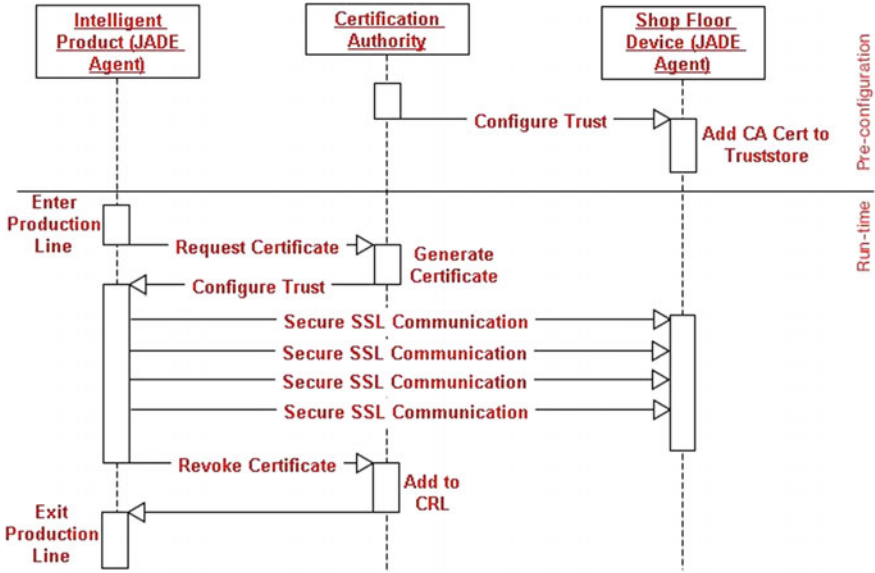 Intelligent
Product (JADE
Agent)
Certification
Authority
Shop Floor
Device (JADE
Agent)
Pre-configuration
Configure Trust
Add CA Cert to
Truststore
Run-time
Enter
Production
Line
Request Certificate
Generate
Certificate
Configure Trust
Secure SSL Communication
Secure SSL Communication
Secure SSL Communication
Secure SSL Communication
Revoke Certificate
Add to
CRL
Exit
Production
Line